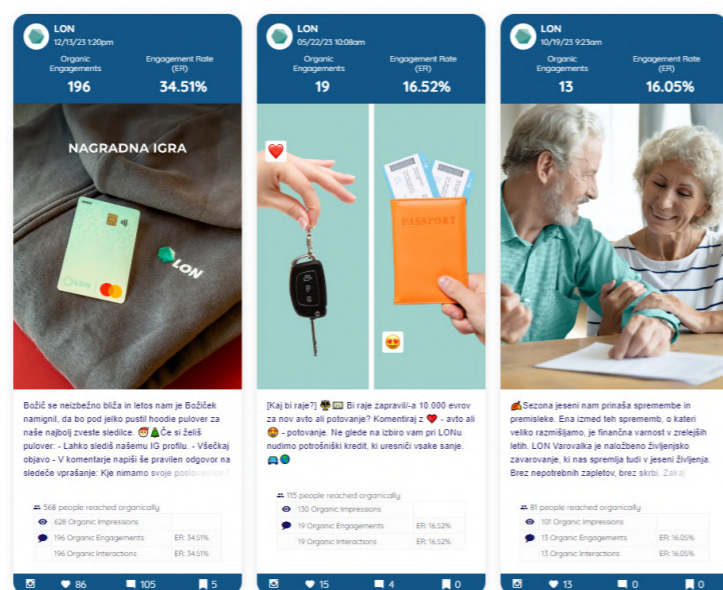 LON
12/13/23 1:20pm
Organic Engagements
Engagement Rate (ER)
196
34.51%
NAGRADNA IGRA
LON
LON
Božič se neizbežno bliža in letos nam je Božiček
namignil, da bo pod jelko pustil hoodie pulover za
naše najbolj zveste sledilce. 🎅🎄Če si želiš
pulover: - Lahko slediš našemu IG profilu. - Všečkaj
objavo - V komentarje napiši še pravilen odgovor na
sledeče vprašanje: Kje nimamo svoje poslovalnice?
568 people reached organically
628 Organic Impressions
196 Organic Engagements ER: 34.51%
196 Organic Interactions ER: 34.51%
86 105 5
LON
05/22/23 10:08am
Organic Engagements
Engagement Rate (ER)
19
16.52%
PASSPORT
[Kaj bi raje?] Bi raje zapravil/-a 10.000 evrov
za nov avto ali potovanje? Komentiraj z ❤️ - avto ali
😍 - potovanje. Ne glede na izbiro vam pri LONu
nudimo potrošniški kredit, ki uresniči vsake sanje.
🚘🌍
115 people reached organically
130 Organic Impressions
19 Organic Engagements ER: 16.52%
19 Organic Interactions ER: 16.52%
15 4 0
LON
10/19/23 9:23am
Organic Engagements
Engagement Rate (ER)
13
16.05%
🍂Sezona jeseni nam prinaša spremembe in
premisleke. Ena izmed teh sprememb, o kateri
veliko razmišljamo, je finančna varnost v zrelejših
letih. LON Varovalka je naložbeno življenjsko
zavarovanje, ki nas spremlja tudi v jeseni življenja.
Brez nepotrebnih zapletov, brez skrbi. Zakaj
81 people reached organically
101 Organic Impressions
13 Organic Engagements ER: 16.05%
13 Organic Interactions ER: 16.05%
13 0 0